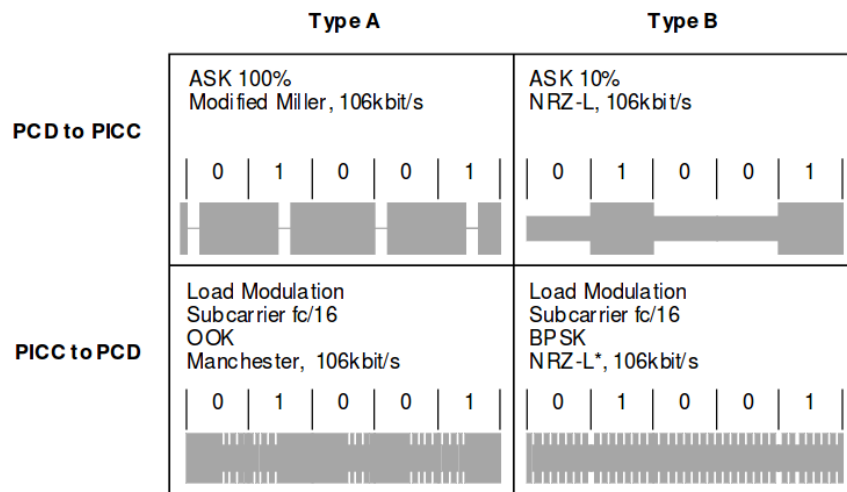 Type A
Type B
PCD to PICC
ASK 100%
Modified Miller, 106kbit/s
0 1 0 0 1
ASK 10%
NRZ-L, 106kbit/s
0 1 0 0 1
PICC to PCD
Load Modulation
Subcarrier fc/16
OOK
Manchester, 106kbit/s
0 1 0 0 1
Load Modulation
Subcarrier fc/16
BPSK
NRZ-L*, 106kbit/s
0 1 0 0 1